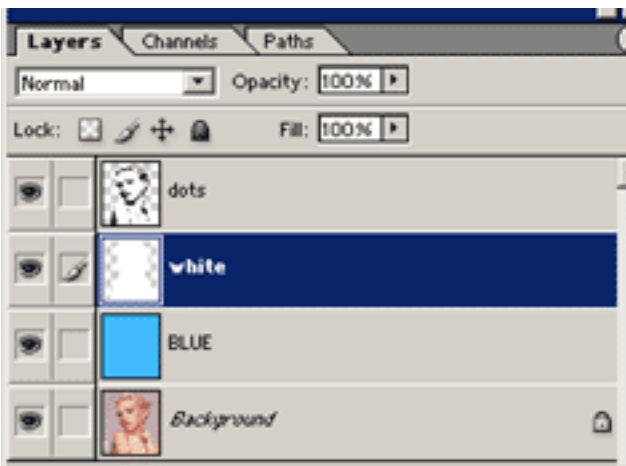 Layers Channels Paths
Normal Opacity: 100%
Lock: Fill: 100%
dots
white
BLUE
Background